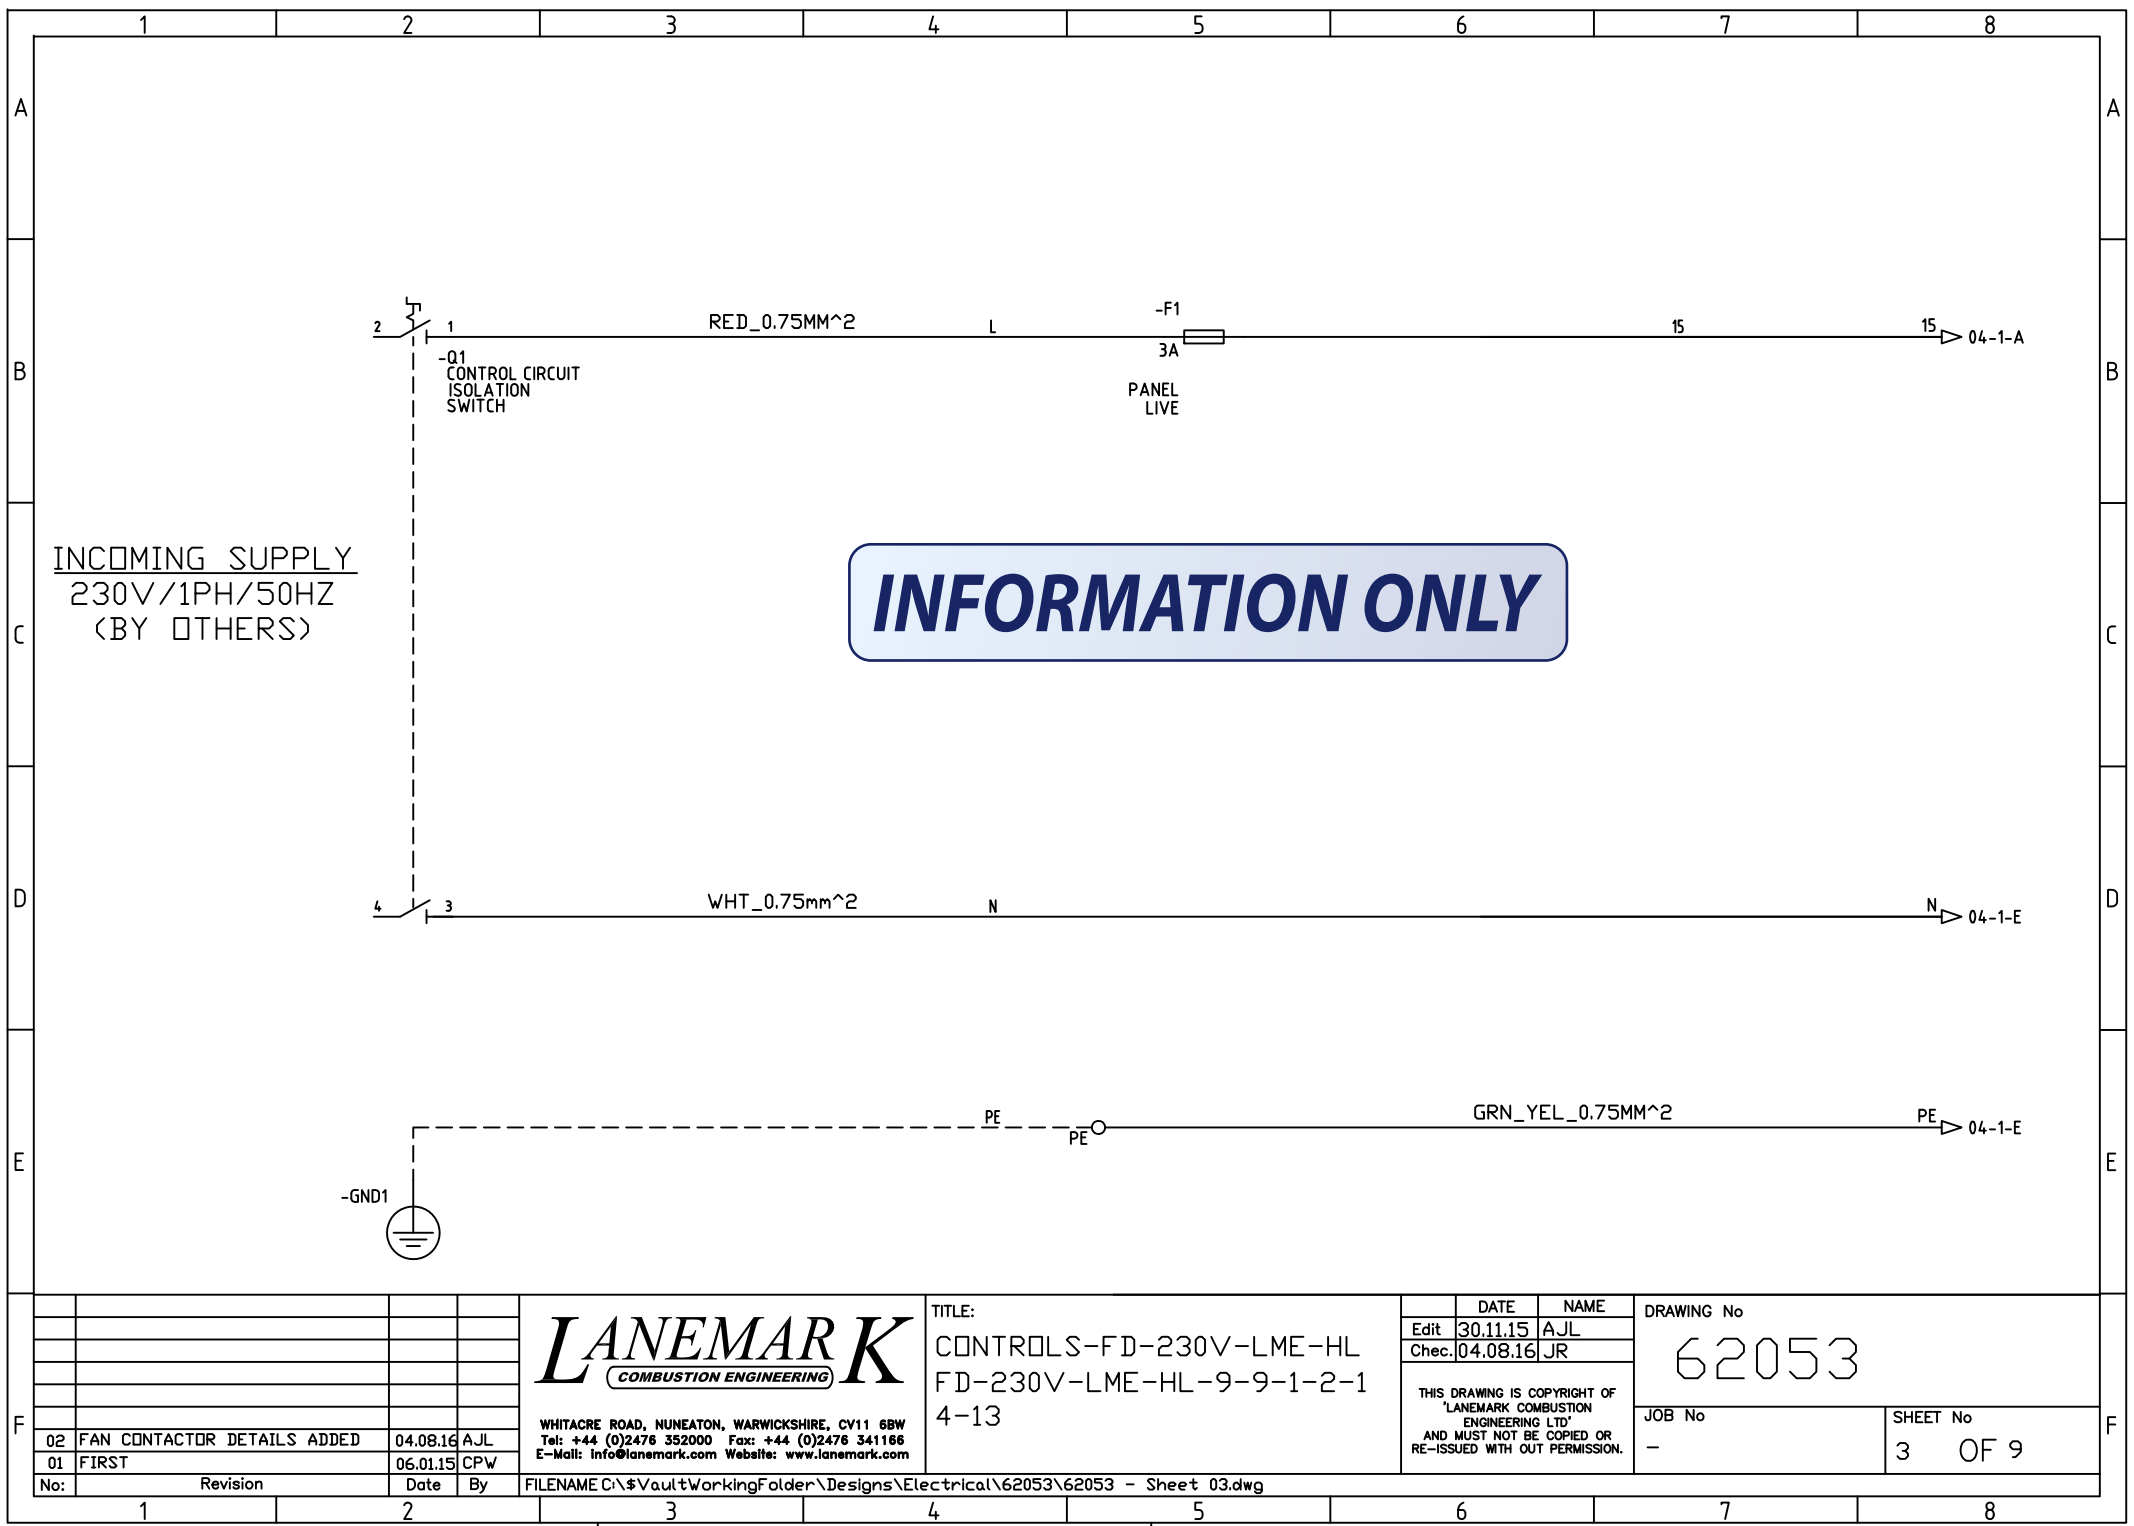 1 2 3 4 5 6 7 8
A A
2 1 RED_0.75MM^2 L -F1 15 15 04-1-A
3A
-Q1
CONTROL CIRCUIT
ISOLATION
SWITCH
PANEL
LIVE
B B
INCOMING SUPPLY
230V/1PH/50HZ
(BY OTHERS)
INFORMATION ONLY
C C
4 3 WHT_0.75mm^2 N N 04-1-E
D D
PE PE GRN_YEL_0.75MM^2 PE 04-1-E
E E
-GND1
F F
02 FAN CONTACTOR DETAILS ADDED 04.08.16 AJL
01 FIRST 06.01.15 CPW
No: Revision Date By
LANEMARK
COMBUSTION ENGINEERING
WHITACRE ROAD, NUNEATON, WARWICKSHIRE, CV11 6BW
Tel: +44 (0)2476 352000 Fax: +44 (0)2476 341166
E-Mail: info@lanemark.com Website: www.lanemark.com
FILENAME C:\$VaultWorkingFolder\Designs\Electrical\62053\62053 - Sheet 03.dwg
TITLE:
CONTROLS-FD-230V-LME-HL
FD-230V-LME-HL-9-9-1-2-1
4-13
DATE NAME
Edit 30.11.15 AJL
Chec. 04.08.16 JR
THIS DRAWING IS COPYRIGHT OF
'LANEMARK COMBUSTION
ENGINEERING LTD'
AND MUST NOT BE COPIED OR
RE-ISSUED WITH OUT PERMISSION.
DRAWING No
62053
JOB No
-
SHEET No
3 OF 9
1 2 3 4 5 6 7 8